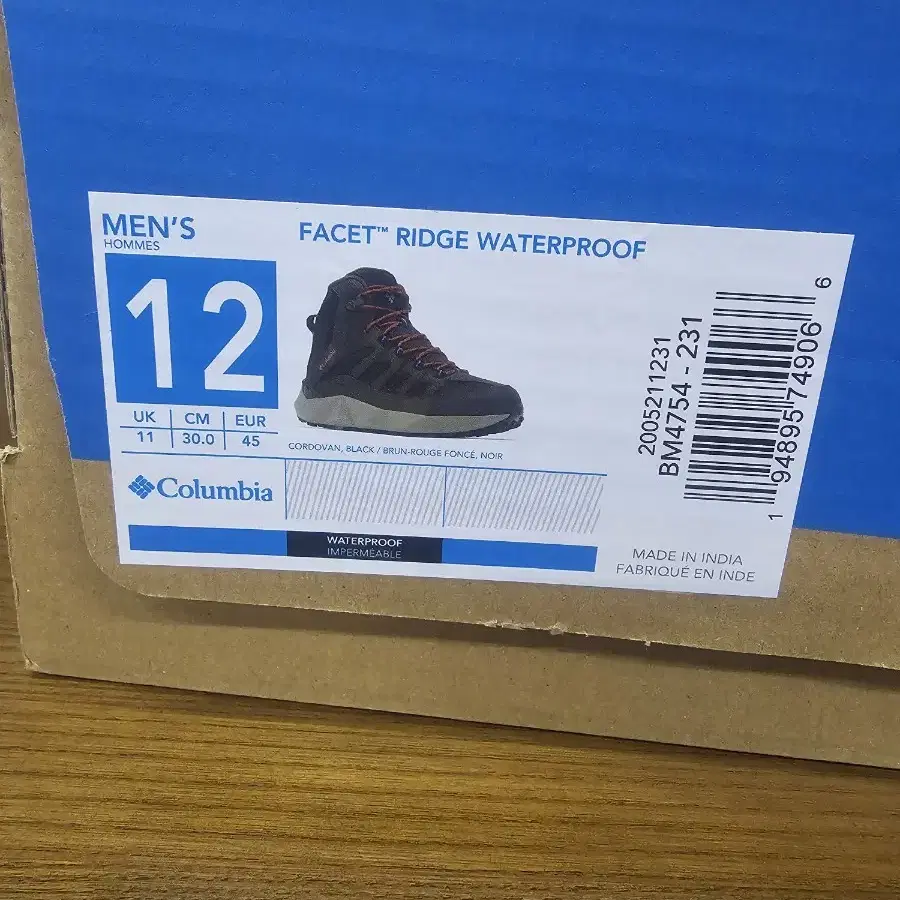 MEN'S
HOMMES
12
UK CM EUR
11 30.0 45
FACET™ RIDGE WATERPROOF
CORDOVAN, BLACK / BRUN-ROUGE FONCÉ, NOIR
Columbia
WATERPROOF
IMPERMÉABLE
2005211231
BM4754 - 231
1 94895 74906 6
MADE IN INDIA
FABRIQUÉ EN INDE